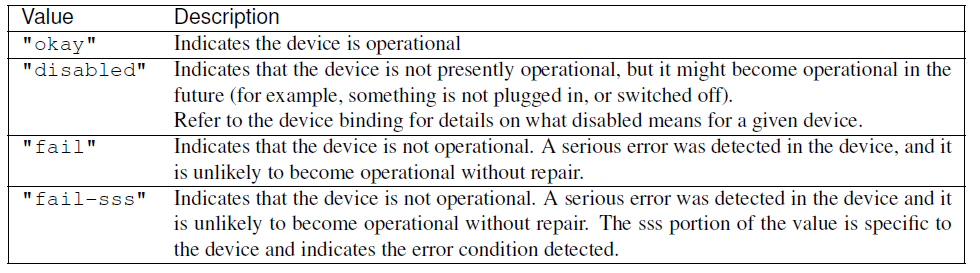 Value Description
"okay" Indicates the device is operational
"disabled" Indicates that the device is not presently operational, but it might become operational in the
future (for example, something is not plugged in, or switched off).
Refer to the device binding for details on what disabled means for a given device.
"fail" Indicates that the device is not operational. A serious error was detected in the device, and it
is unlikely to become operational without repair.
"fail-sss" Indicates that the device is not operational. A serious error was detected in the device and it
is unlikely to become operational without repair. The sss portion of the value is specific to
the device and indicates the error condition detected.